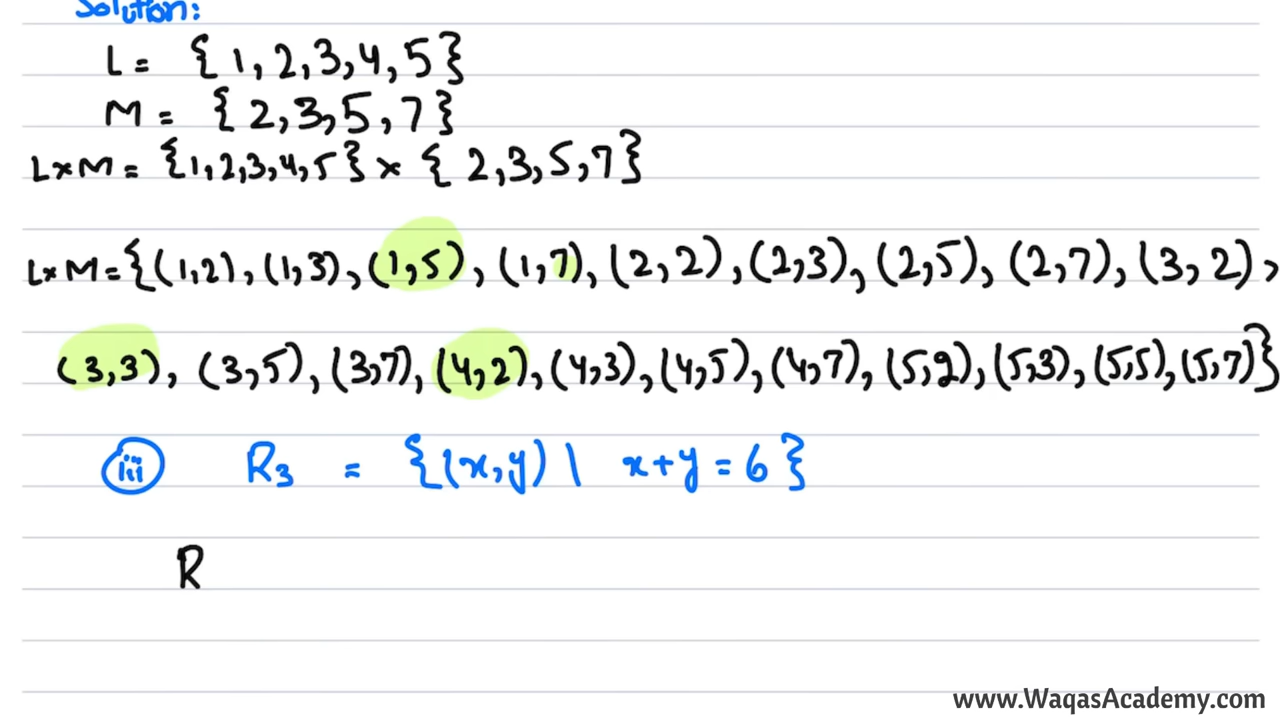 Solution:
L = { 1, 2, 3, 4, 5 }
M = { 2, 3, 5, 7 }
L×M = {1, 2, 3, 4, 5 } × { 2, 3, 5, 7 }
L×M = {(1,2), (1,3), (1,5), (1,7), (2,2), (2,3), (2,5), (2,7), (3,2),
(3,3), (3,5), (3,7), (4,2), (4,3), (4,5), (4,7), (5,2), (5,3), (5,5), (5,7)}
iii R₃ = {(x,y) | x+y = 6 }
R
www.WaqasAcademy.com